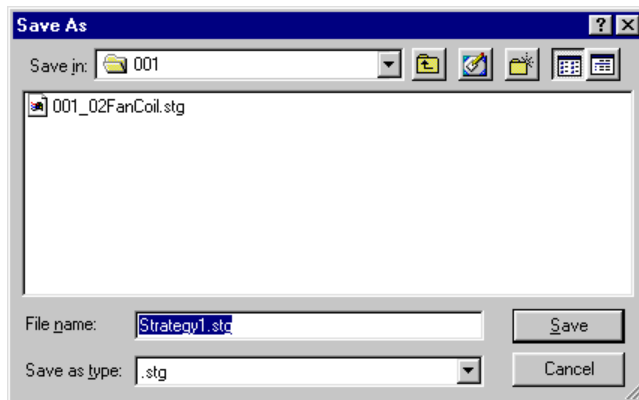 Save As
Save in: 001
001_02FanCoil.stg
File name: Strategy1.stg Save
Save as type: .stg Cancel